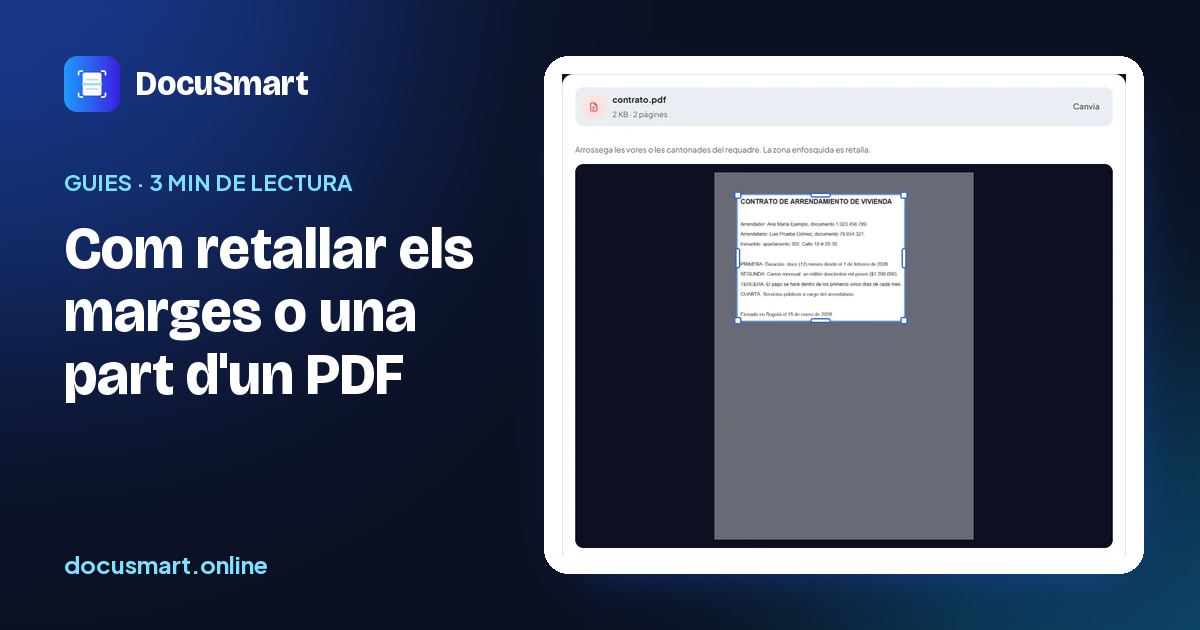 DocuSmart
GUIES · 3 MIN DE LECTURA
Com retallar els
marges o una
part d'un PDF
docusmart.online
contrato.pdf
2 KB · 2 pàgines
Canvia
Arrossega les vores o les cantonades del requadre. La zona enfosquida es retalla.
CONTRATO DE ARRENDAMIENTO DE VIVIENDA
Arrendador: Ana María Ejemplo, documento 1.023.456.789.
Arrendatario: Luis Prueba Gómez, documento 79.654.321.
Inmueble: apartamento 302, Calle 10 # 20-30.
PRIMERA. Duración: doce (12) meses desde el 1 de febrero de 2026.
SEGUNDA. Canon mensual: un millón doscientos mil pesos ($1.200.000).
TERCERA. El pago se hará dentro de los primeros cinco días de cada mes.
CUARTA. Servicios públicos a cargo del arrendatario.
Firmado en Bogotá el 15 de enero de 2026.